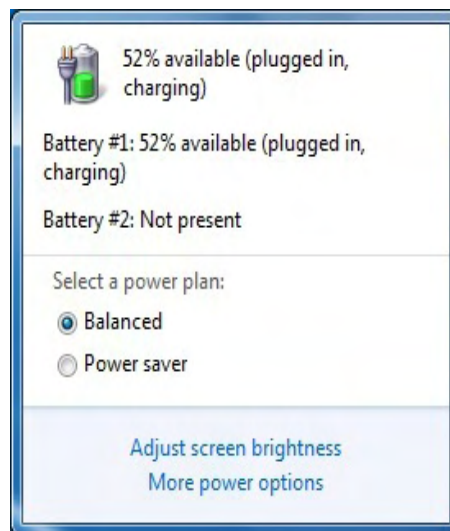 52% available (plugged in,
charging)
Battery #1: 52% available (plugged in,
charging)
Battery #2: Not present
Select a power plan:
Balanced
Power saver
Adjust screen brightness
More power options